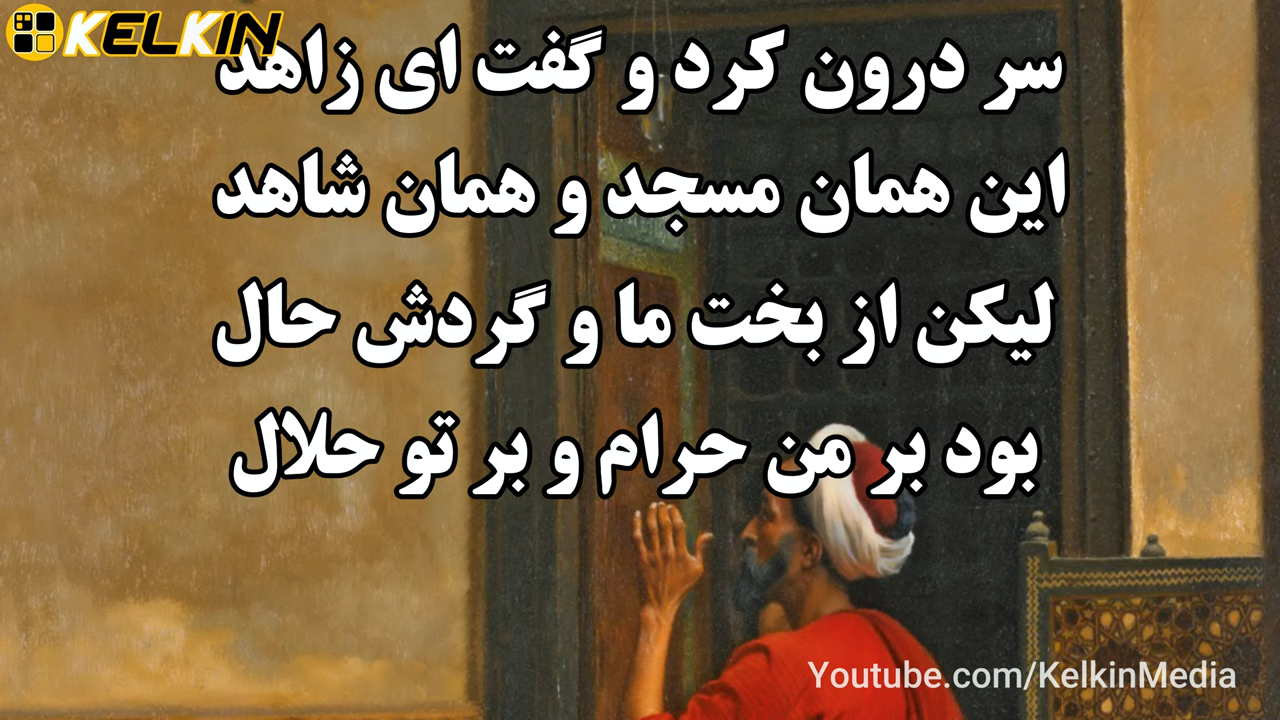 KELKIN
سر درون کرد و گفت ای زاهد
این همان مسجد و همان شاهد
لیکن از بخت ما و گردش حال
بود بر من حرام و بر تو حلال
Youtube.com/KelkinMedia